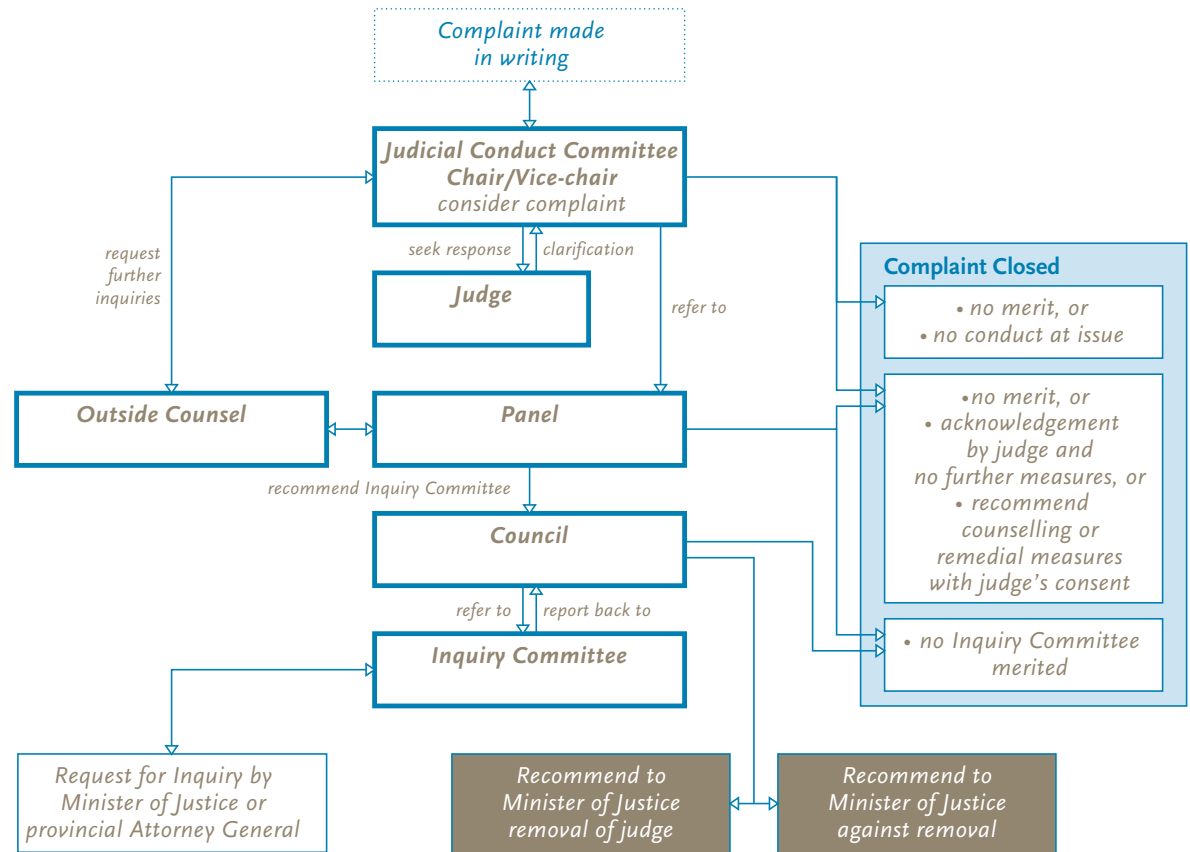 Complaint made
in writing
Judicial Conduct Committee
Chair/Vice-chair
consider complaint
request
further
inquiries
seek response
clarification
refer to
Judge
Complaint Closed
• no merit, or
• no conduct at issue
Outside Counsel
Panel
•no merit, or
• acknowledgement
by judge and
no further measures, or
• recommend
counselling or
remedial measures
with judge's consent
recommend Inquiry Committee
Council
refer to
report back to
Inquiry Committee
• no Inquiry Committee
merited
Request for Inquiry by
Minister of Justice or
provincial Attorney General
Recommend to
Minister of Justice
removal of judge
Recommend to
Minister of Justice
against removal